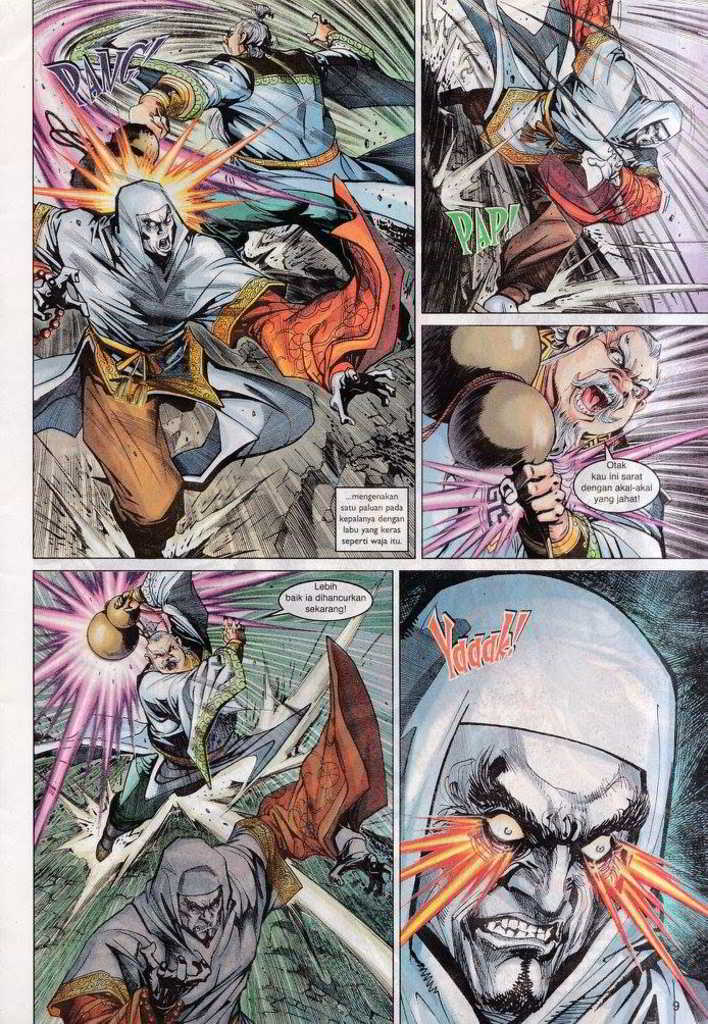 PANG!
...mengenakan
satu paluan pada
kepalanya dengan
labu yang keras
seperti waja itu.
PAP!
Otak
kau ini sarat
dengan akal-akal
yang jahat!
Lebih
baik ia dihancurkan
sekarang!
Yaaak!
9